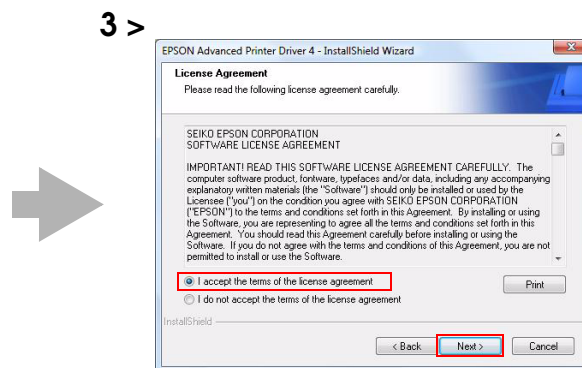 3 >
EPSON Advanced Printer Driver 4 - InstallShield Wizard
License Agreement
Please read the following license agreement carefully.
SEIKO EPSON CORPORATION
SOFTWARE LICENSE AGREEMENT
IMPORTANT! READ THIS SOFTWARE LICENSE AGREEMENT CAREFULLY. The
computer software product, fontware, typefaces and/or data, including any accompanying
explanatory written materials (the "Software") should only be installed or used by the
Licensee ("you") on the condition you agree with SEIKO EPSON CORPORATION
("EPSON") to the terms and conditions set forth in this Agreement. By installing or using
the Software, you are representing to agree all the terms and conditions set forth in this
Agreement. You should read this Agreement carefully before installing or using the
Software. If you do not agree with the terms and conditions of this Agreement, you are not
permitted to install or use the Software.
I accept the terms of the license agreement
Print
I do not accept the terms of the license agreement
InstallShield
< Back Next > Cancel